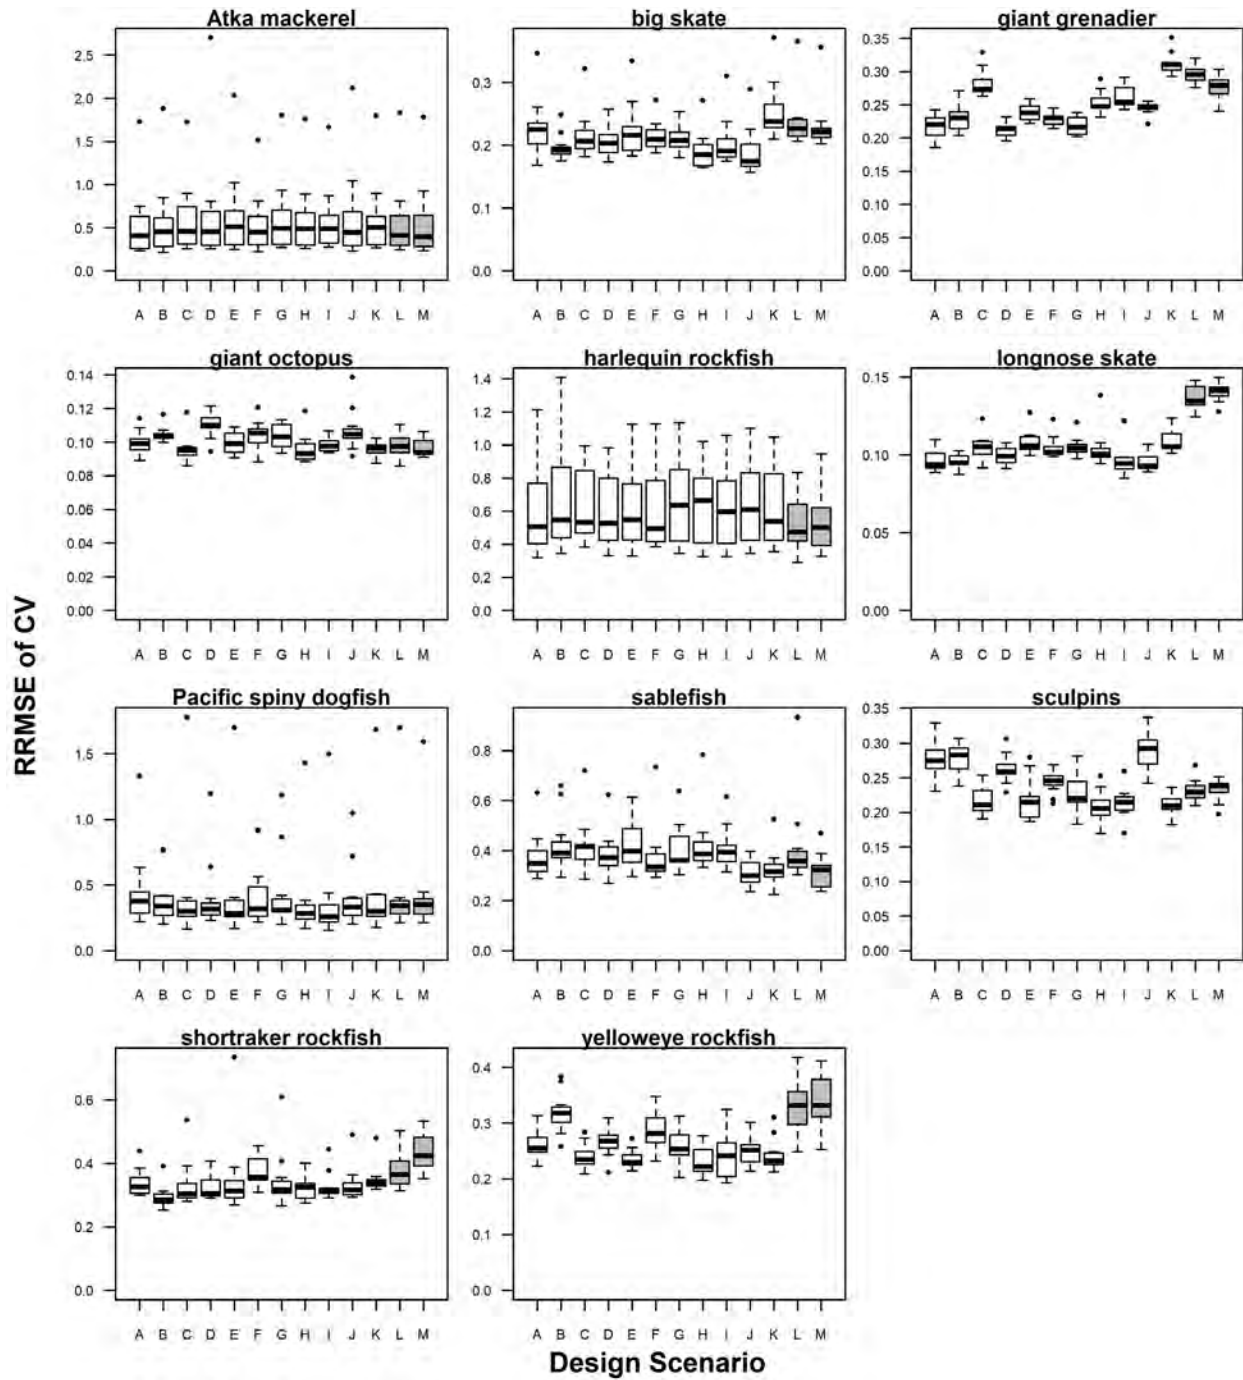 Atka mackerel
2.5
2.0
1.5
1.0
0.5
0.0
A B C D E F G H I J K L M
big skate
0.3
0.2
0.1
0.0
A B C D E F G H I J K L M
giant grenadier
0.35
0.30
0.25
0.20
0.15
0.10
0.05
0.00
A B C D E F G H I J K L M
giant octopus
0.14
0.12
0.10
0.08
0.06
0.04
0.02
0.00
A B C D E F G H I J K L M
harlequin rockfish
1.4
1.2
1.0
0.8
0.6
0.4
0.2
0.0
A B C D E F G H I J K L M
longnose skate
0.15
0.10
0.05
0.00
A B C D E F G H I J K L M
RRMSE of CV
Pacific spiny dogfish
1.5
1.0
0.5
0.0
A B C D E F G H I J K L M
sablefish
0.8
0.6
0.4
0.2
0.0
A B C D E F G H I J K L M
sculpins
0.35
0.30
0.25
0.20
0.15
0.10
0.05
0.00
A B C D E F G H I J K L M
shortraker rockfish
0.6
0.4
0.2
0.0
A B C D E F G H I J K L M
yelloweye rockfish
0.4
0.3
0.2
0.1
0.0
A B C D E F G H I J K L M
Design Scenario